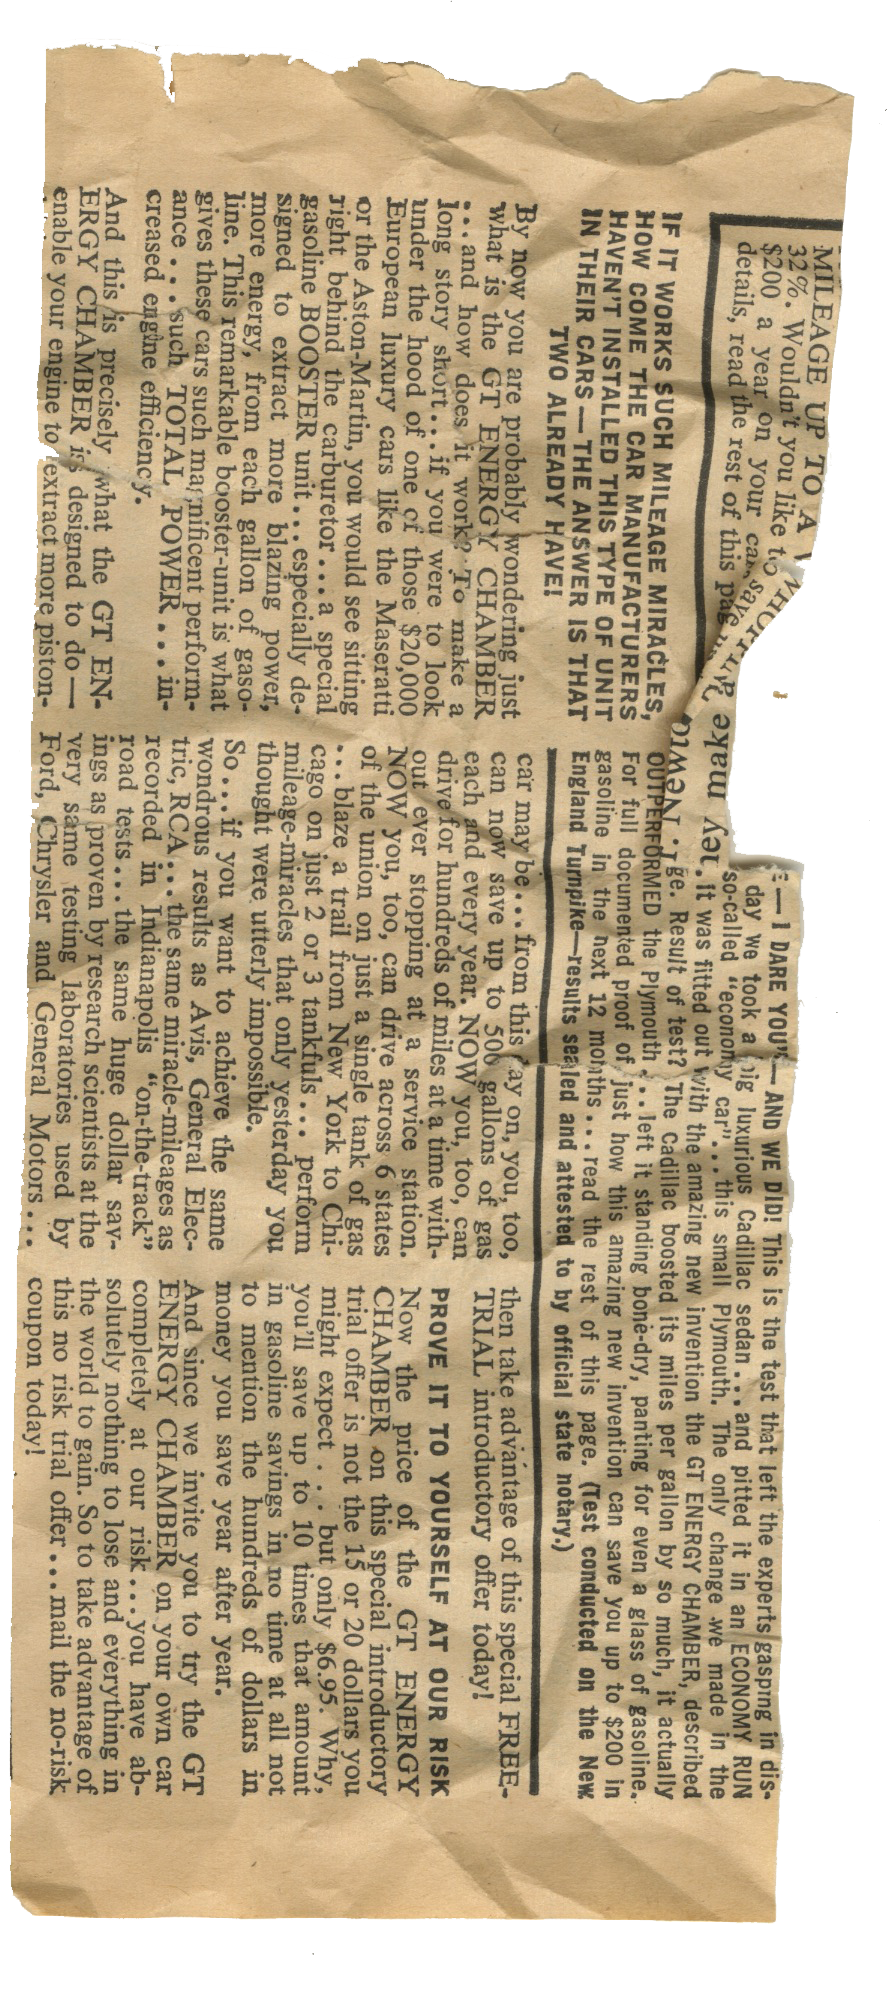 MILEAGE UP TO A
32%. Wouldn't you like to
$200 a year on your car, save
details, read the rest of this
make
— I DARE YOU" — AND WE DID! This is the test that left the experts gasping in dis-
day we took a big luxurious Cadillac sedan ... and pitted it in an ECONOMY RUN
so-called "economy car" ... this small Plymouth. The only change we made in the
it was fitted out with the amazing new invention the GT ENERGY CHAMBER, described
ge. Result of test? The Cadillac boosted its miles per gallon by so much, it actually
OUTPERFORMED the Plymouth ... left it standing bone-dry, panting for even a glass of gasoline.
For full documented proof of just how this amazing new invention can save you up to $200 in
gasoline in the next 12 months ... read the rest of this page. (Test conducted on the New
England Turnpike—results sealed and attested to by official state notary.)
IF IT WORKS SUCH MILEAGE MIRACLES,
HOW COME THE CAR MANUFACTURERS
HAVEN'T INSTALLED THIS TYPE OF UNIT
IN THEIR CARS — THE ANSWER IS THAT
TWO ALREADY HAVE!
By now you are probably wondering just
what is the GT ENERGY CHAMBER
...and how does it work? To make a
long story short...if you were to look
under the hood of one of those $20,000
European luxury cars like the Maseratti
or the Aston-Martin, you would see sitting
right behind the carburetor...a special
gasoline BOOSTER unit...especially de-
signed to extract more blazing power,
more energy, from each gallon of gaso-
line. This remarkable booster-unit is what
gives these cars such magnificent perform-
ance ... such TOTAL POWER ... in-
creased engine efficiency.
And this is precisely what the GT EN-
ERGY CHAMBER is designed to do —
enable your engine to extract more piston-
car may be...from this day on, you, too,
can now save up to 500 gallons of gas
each and every year. NOW you, too, can
drive for hundreds of miles at a time with-
out ever stopping at a service station.
NOW you, too, can drive across 6 states
of the union on just a single tank of gas
...blaze a trail from New York to Chi-
cago on just 2 or 3 tankfuls ... perform
mileage-miracles that only yesterday you
thought were utterly impossible.
So...if you want to achieve the same
wondrous results as Avis, General Elec-
tric, RCA...the same miracle-mileages as
recorded in Indianapolis "on-the-track"
road tests...the same huge dollar sav-
ings as proven by research scientists at the
very same testing laboratories used by
Ford, Chrysler and General Motors...
then take advantage of this special FREE-
TRIAL introductory offer today!
PROVE IT TO YOURSELF AT OUR RISK
Now the price of the GT ENERGY
CHAMBER on this special introductory
trial offer is not the 15 or 20 dollars you
might expect ... but only $6.95. Why,
you'll save up to 10 times that amount
in gasoline savings in no time at all not
to mention the hundreds of dollars in
money you save year after year.
And since we invite you to try the GT
ENERGY CHAMBER on your own car
completely at our risk...you have ab-
solutely nothing to lose and everything in
the world to gain. So to take advantage of
this no risk trial offer...mail the no-risk
coupon today!